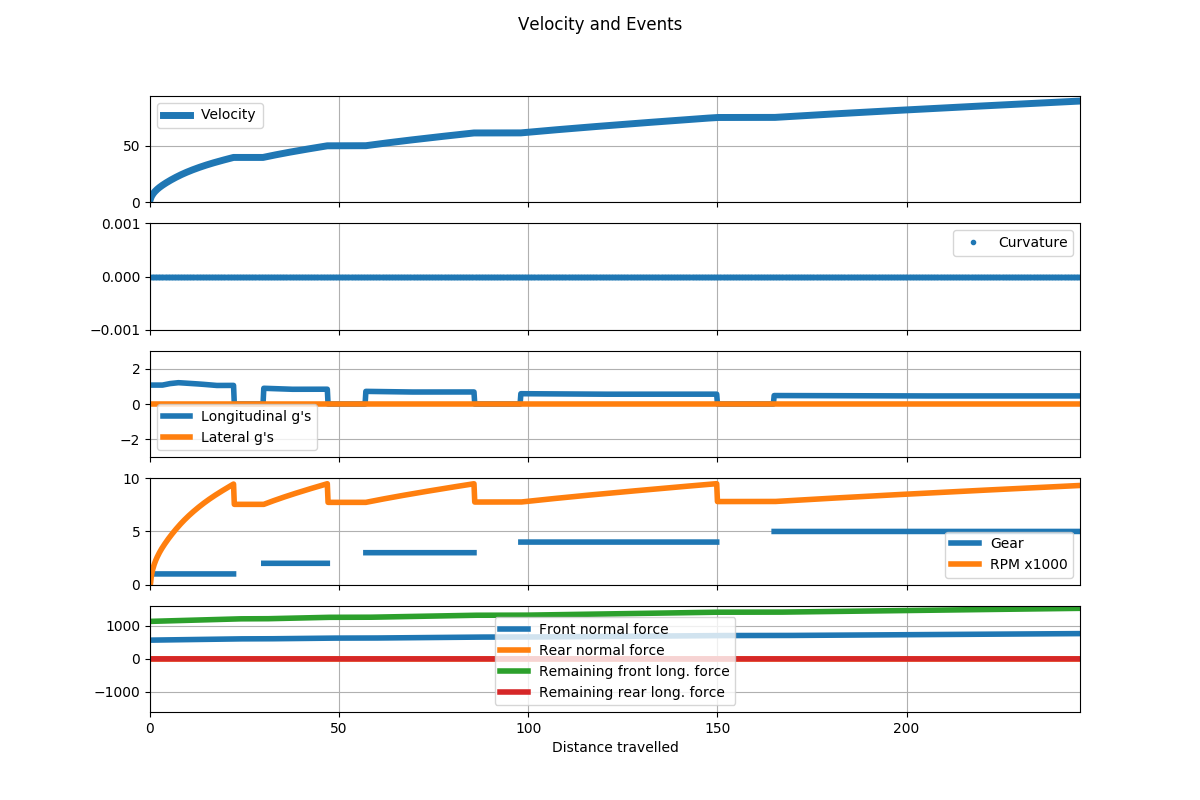 Velocity and Events
Velocity
50
0
0.001
0.000
−0.001
Curvature
2
0
−2
Longitudinal g's
Lateral g's
10
5
0
Gear
RPM x1000
1000
0
−1000
Front normal force
Rear normal force
Remaining front long. force
Remaining rear long. force
0 50 100 150 200
Distance travelled